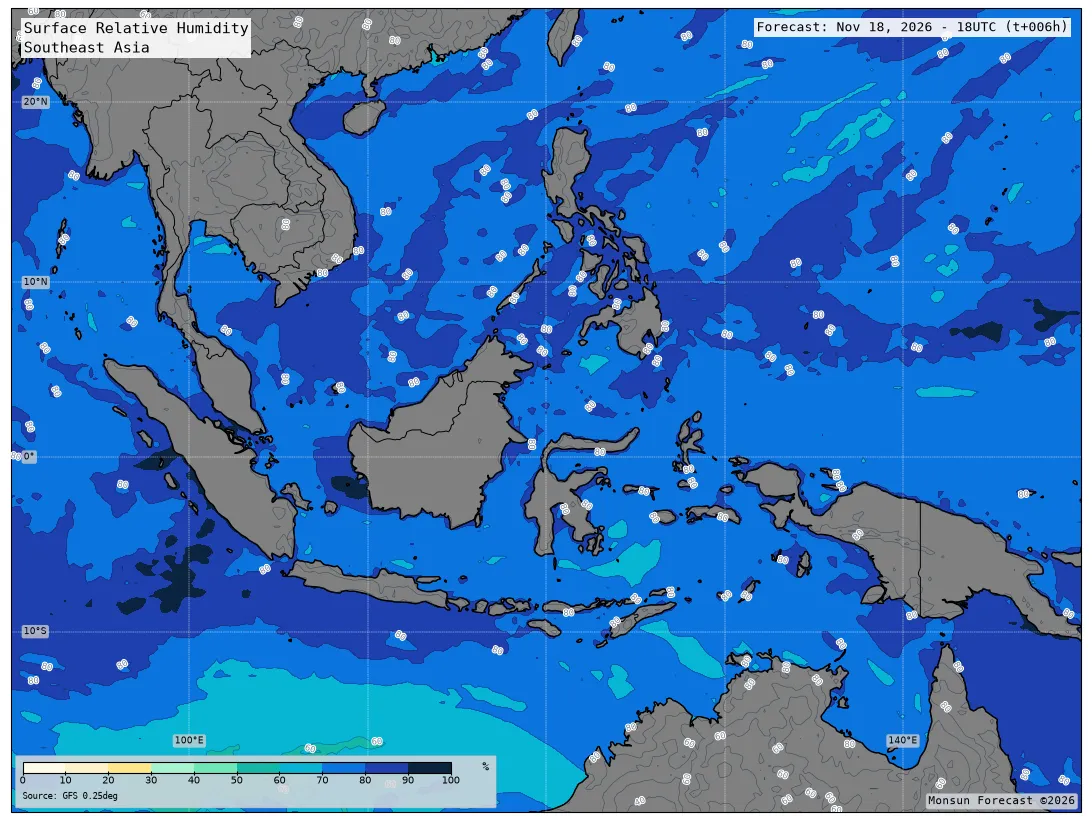 Surface Relative Humidity
Southeast Asia
Forecast: Nov 18, 2026 - 18UTC (t+006h)
20°N
10°N
0°
10°S
100°E
140°E
%
0 10 20 30 40 50 60 70 80 90 100
Source: GFS 0.25deg
Monsun Forecast ©2026